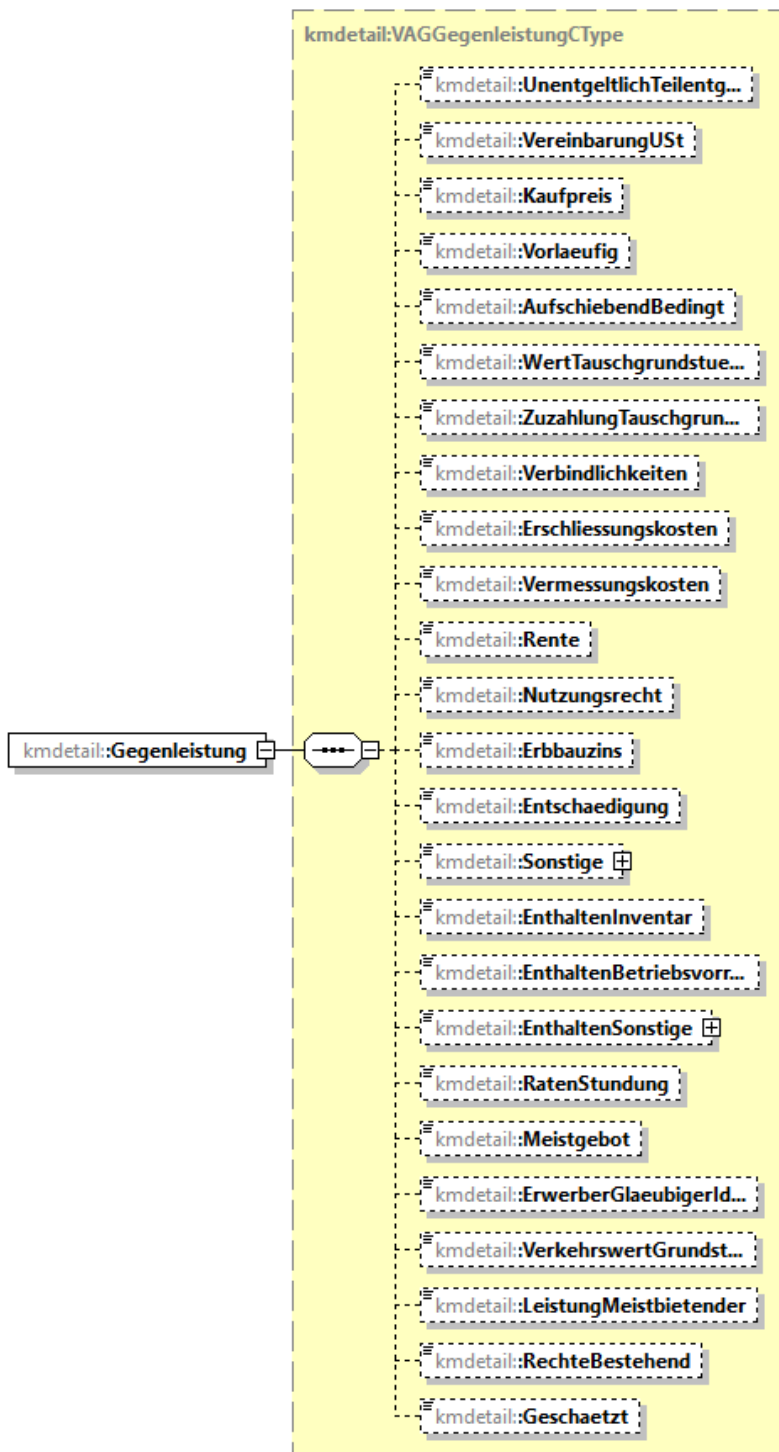 kmdetail:VAGGegenleistungCType
kmdetail::UnentgeltlichTeilentg...
kmdetail::VereinbarungUSt
kmdetail::Kaufpreis
kmdetail::Vorlaeufig
kmdetail::AufschiebendBedingt
kmdetail::WertTauschgrundstue...
kmdetail::ZuzahlungTauschgrun...
kmdetail::Verbindlichkeiten
kmdetail::Erschliessungskosten
kmdetail::Vermessungskosten
kmdetail::Rente
kmdetail::Nutzungsrecht
kmdetail::Gegenleistung
kmdetail::Erbbauzins
kmdetail::Entschaedigung
kmdetail::Sonstige
kmdetail::EnthaltenInventar
kmdetail::EnthaltenBetriebsvorr...
kmdetail::EnthaltenSonstige
kmdetail::RatenStundung
kmdetail::Meistgebot
kmdetail::ErwerberGlaeubigerId...
kmdetail::VerkehrswertGrundst...
kmdetail::LeistungMeistbietender
kmdetail::RechteBestehend
kmdetail::Geschaetzt